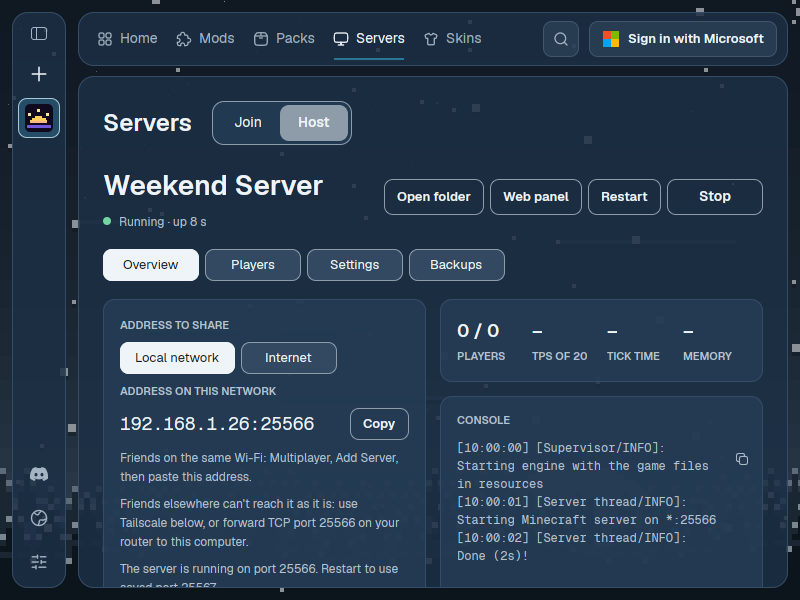 Home
Mods
Packs
Servers
Skins
Sign in with Microsoft
Servers
Join
Host
Weekend Server
Running · up 8 s
Open folder
Web panel
Restart
Stop
Overview
Players
Settings
Backups
ADDRESS TO SHARE
Local network
Internet
ADDRESS ON THIS NETWORK
192.168.1.26:25566
Copy
Friends on the same Wi-Fi: Multiplayer, Add Server,
then paste this address.
Friends elsewhere can't reach it as it is: use
Tailscale below, or forward TCP port 25566 on your
router to this computer.
The server is running on port 25566. Restart to use
saved port 25567.
0 / 0
PLAYERS
–
TPS OF 20
–
TICK TIME
–
MEMORY
CONSOLE
[10:00:00] [Supervisor/INFO]:
Starting engine with the game files
in resources
[10:00:01] [Server thread/INFO]:
Starting Minecraft server on *:25566
[10:00:02] [Server thread/INFO]:
Done (2s)!